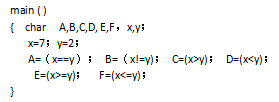 main ( )
{ char A,B,C,D, E,F，x,y;
x=7; y=2;
A=（x==y）； B=（x!=y); C=(x>y); D=(x<y);
E=(x>=y); F=(x<=y);
}